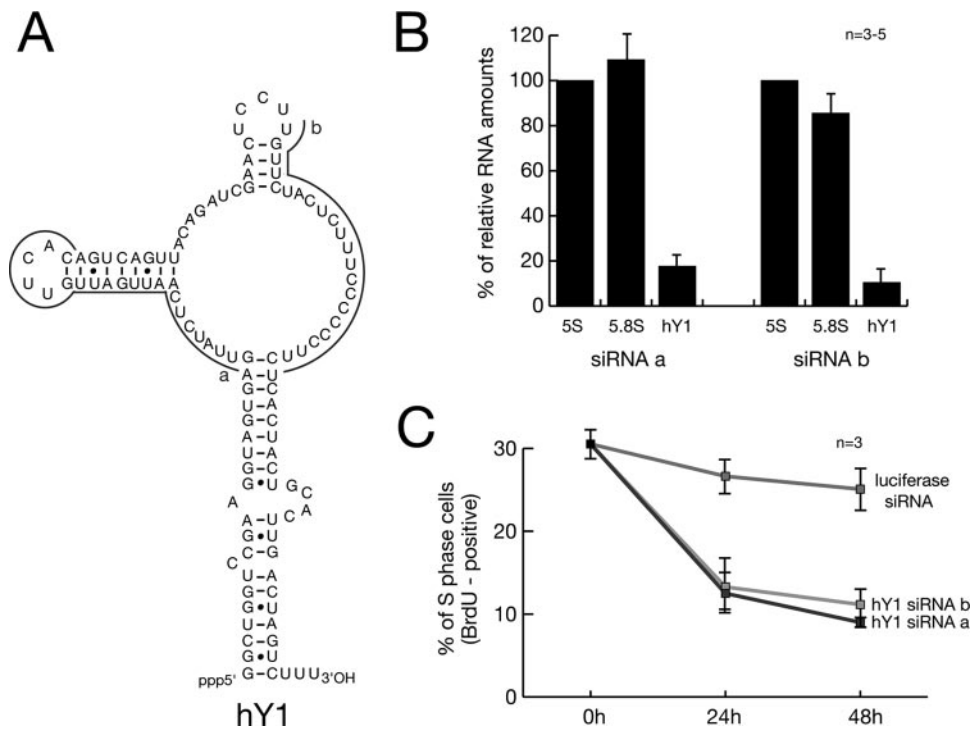 A
ppp5'
GGCUGGUCCGAAGGUAGUGAGUUAUCUCAAUUGAUUGUUCACAGUCAGUUACAGAUCGAACUCCUUGUUCUACUCUUUCCCCCCUUCUCACUACUGCACUUGACUAGUCUUU
3'OH
a
b
hY1
B
n=3-5
% of relative RNA amounts
120
100
80
60
40
20
0
5S 5.8S hY1 5S 5.8S hY1
siRNA a siRNA b
C
n=3
% of S phase cells
(BrdU - positive)
30
20
10
0
luciferase
siRNA
hY1 siRNA b
hY1 siRNA a
0h 24h 48h